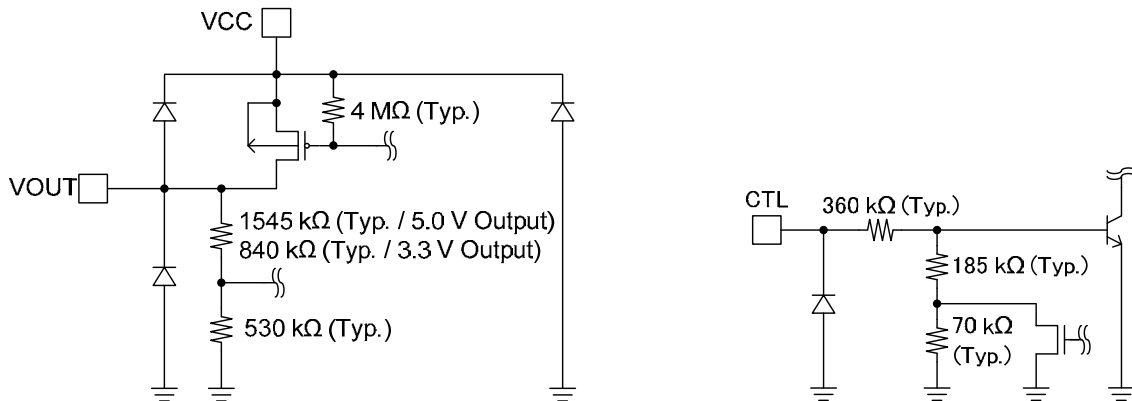 VCC
4 MΩ (Typ.)
VOUT
1545 kΩ (Typ. / 5.0 V Output)
840 kΩ (Typ. / 3.3 V Output)
530 kΩ (Typ.)
CTL
360 kΩ (Typ.)
185 kΩ (Typ.)
70 kΩ
(Typ.)